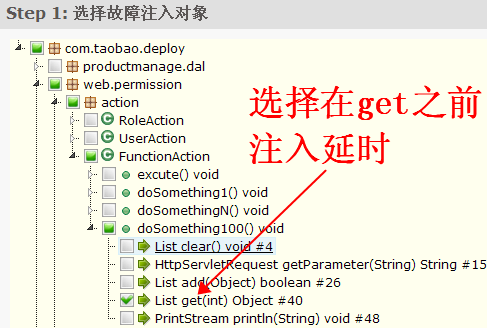 Step 1: 选择故障注入对象
com.taobao.deploy
productmanage.dal
web.permission
action
RoleAction
UserAction
FunctionAction
excute() void
doSomething1() void
doSomethingN() void
doSomething100() void
List clear() void #4
HttpServletRequest getParameter(String) String #15
List add(Object) boolean #26
List get(int) Object #40
PrintStream println(String) void #48
选择在get之前
注入延时